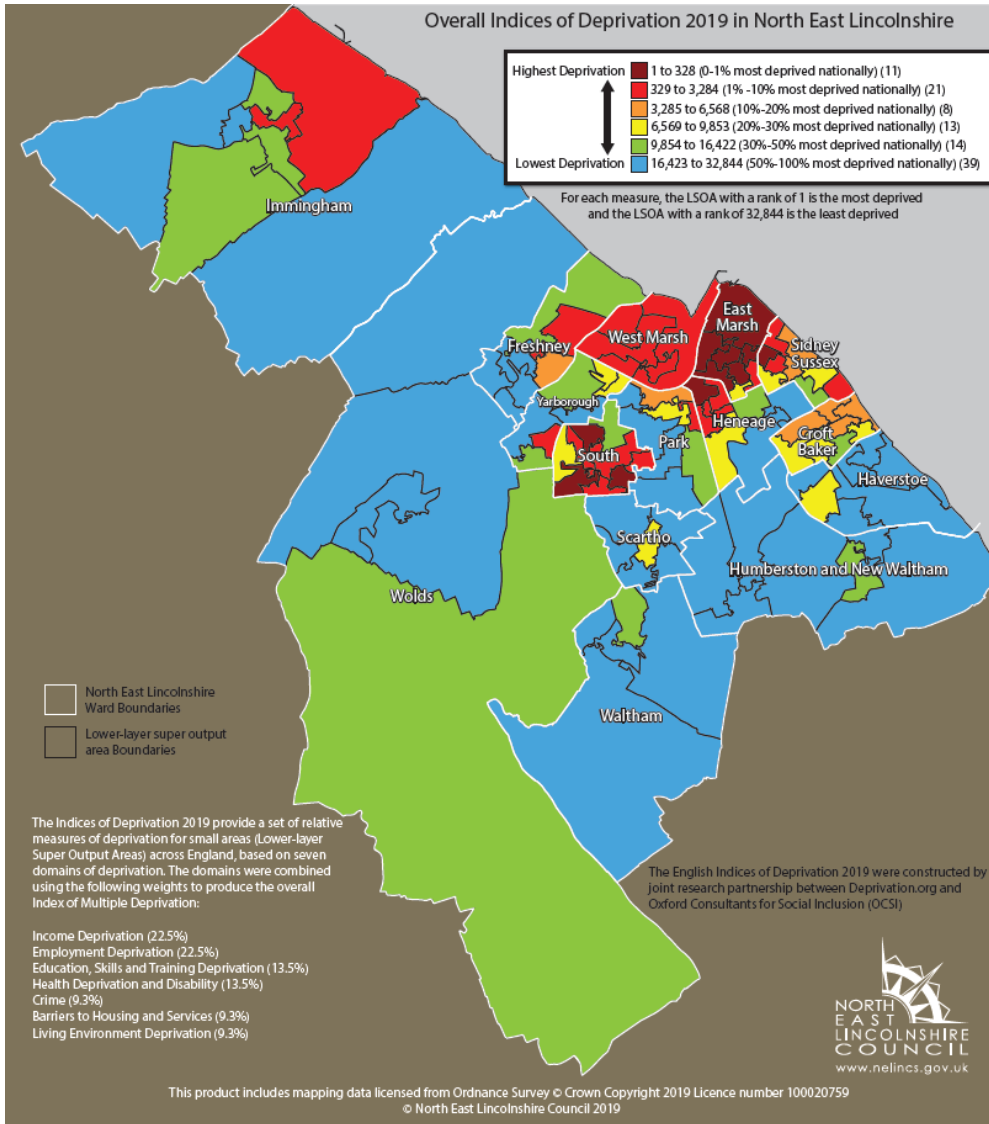 Overall Indices of Deprivation 2019 in North East Lincolnshire
Highest Deprivation
1 to 328 (0-1% most deprived nationally) (11)
329 to 3,284 (1% -10% most deprived nationally) (21)
3,285 to 6,568 (10%-20% most deprived nationally) (8)
6,569 to 9,853 (20%-30% most deprived nationally) (13)
9,854 to 16,422 (30%-50% most deprived nationally) (14)
Lowest Deprivation
16,423 to 32,844 (50%-100% most deprived nationally) (39)
For each measure, the LSOA with a rank of 1 is the most deprived
and the LSOA with a rank of 32,844 is the least deprived
Immingham
East
Marsh
West Marsh
Freshney
Sidney
Sussex
Yarborough
Heneage
Park
South
Croft
Baker
Haverstoe
Scartho
Humberston and New Waltham
Wolds
Waltham
North East Lincolnshire
Ward Boundaries
Lower-layer super output
area Boundaries
The Indices of Deprivation 2019 provide a set of relative
measures of deprivation for small areas (Lower-layer
Super Output Areas) across England, based on seven
domains of deprivation. The domains were combined
using the following weights to produce the overall
Index of Multiple Deprivation:
Income Deprivation (22.5%)
Employment Deprivation (22.5%)
Education, Skills and Training Deprivation (13.5%)
Health Deprivation and Disability (13.5%)
Crime (9.3%)
Barriers to Housing and Services (9.3%)
Living Environment Deprivation (9.3%)
The English Indices of Deprivation 2019 were constructed by
joint research partnership between Deprivation.org and
Oxford Consultants for Social Inclusion (OCSI)
NORTH
EAST
LINCOLNSHIRE
COUNCIL
www.nelincs.gov.uk
This product includes mapping data licensed from Ordnance Survey © Crown Copyright 2019 Licence number 100020759
© North East Lincolnshire Council 2019